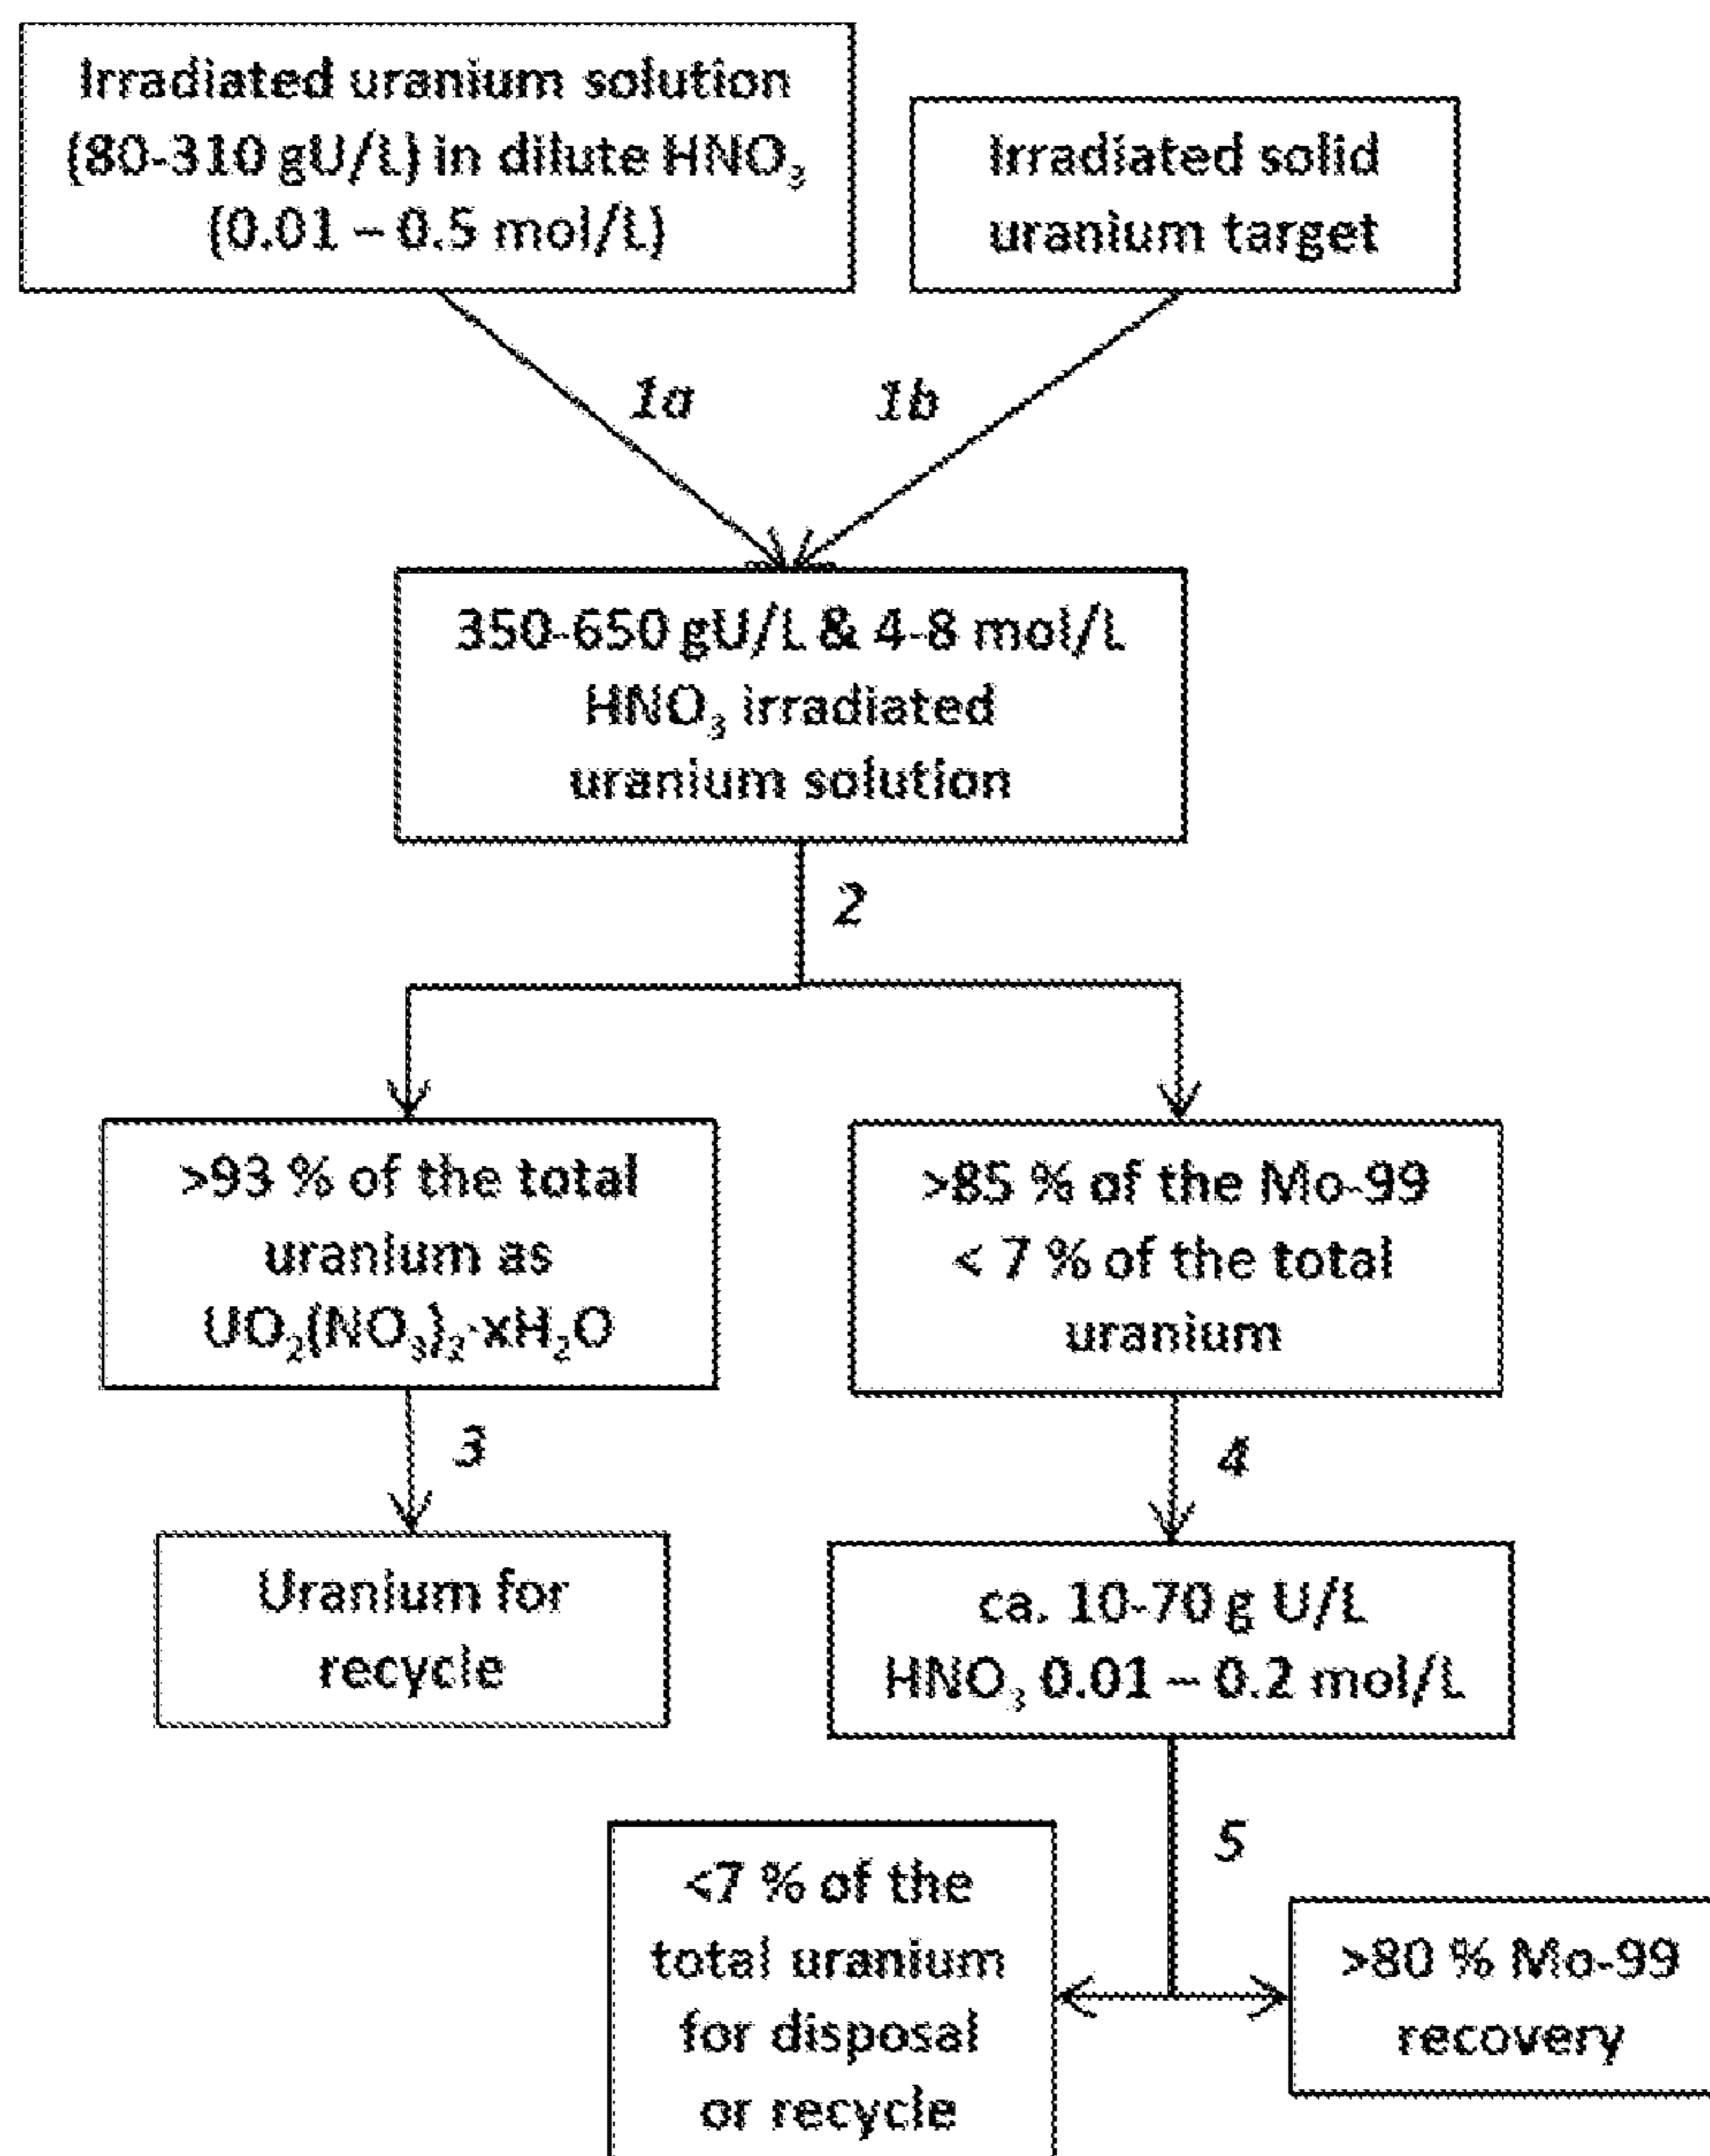 Irradiated uranium solution
(80-310 gU/L) in dilute HNO₃
(0.01 – 0.5 mol/L)
Irradiated solid
uranium target
1a
1b
350-650 gU/L & 4-8 mol/L
HNO₃ irradiated
uranium solution
2
>93 % of the total
uranium as
UO₂(NO₃)₂·xH₂O
>85 % of the Mo-99
< 7 % of the total
uranium
3
4
Uranium for
recycle
ca. 10-70 g U/L
HNO₃ 0.01 – 0.2 mol/L
5
<7 % of the
total uranium
for disposal
or recycle
>80 % Mo-99
recovery